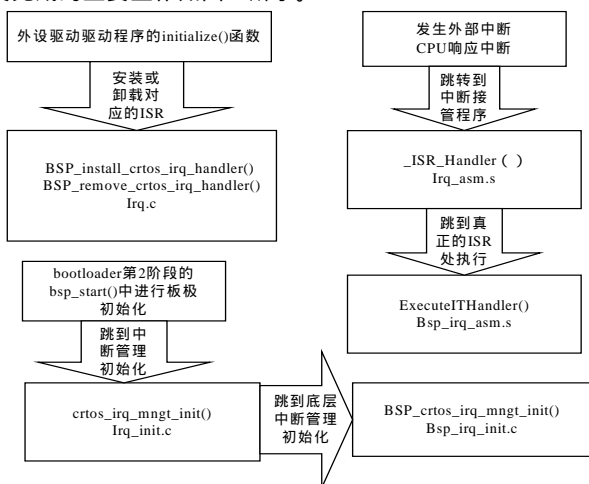 外设驱动驱动程序的initialize()函数
安装或
卸载对
应的ISR
BSP_install_crtos_irq_handler()
BSP_remove_crtos_irq_handler()
Irq.c
bootloader第2阶段的
bsp_start()中进行板极
初始化
跳到中
断管理
初始化
crtos_irq_mngt_init()
Irq_init.c
跳到底层
中断管理
初始化
BSP_crtos_irq_mngt_init()
Bsp_irq_init.c
发生外部中断
CPU响应中断
跳转到
中断接
管程序
_ISR_Handler ( )
Irq_asm.s
跳到真
正的ISR
处执行
ExecuteITHandler()
Bsp_irq_asm.s